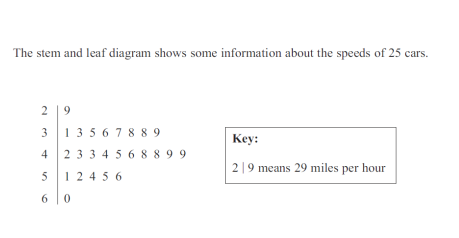 The stem and leaf diagram shows some information about the speeds of 25 cars.
2 | 9
3 | 1 3 5 6 7 8 8 9
4 | 2 3 3 4 5 6 8 8 9 9
5 | 1 2 4 5 6
6 | 0
Key:
2 | 9 means 29 miles per hour